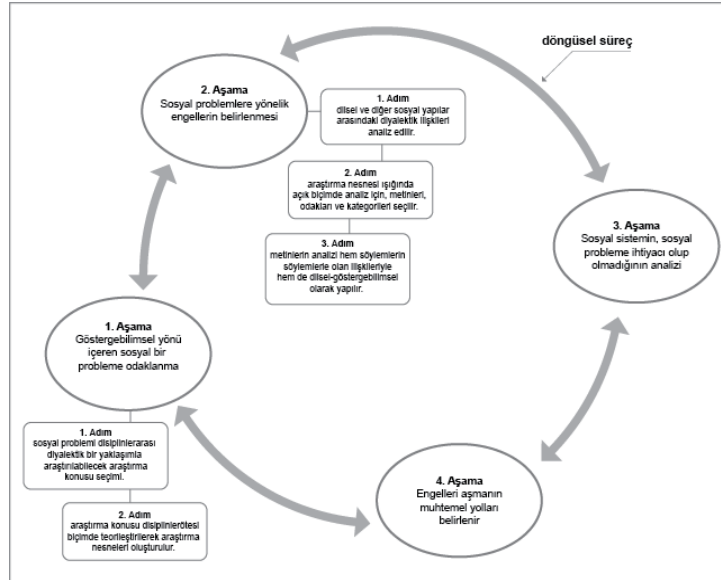 döngüsel süreç
2. Aşama
Sosyal problemlere yönelik
engellerin belirlenmesi
1. Adım
dilsel ve diğer sosyal yapılar
arasındaki diyalektik ilişkileri
analiz edilir.
2. Adım
araştırma nesnesi ışığında
açık biçimde analiz için, metinleri,
odakları ve kategorileri seçilir.
3. Adım
metinlerin analizi hem söylemlerin
söylemlerle olan ilişkileriyle
hem de dilsel-göstergebilimsel
olarak yapılır.
3. Aşama
Sosyal sistemin, sosyal
probleme ihtiyacı olup
olmadığının analizi
1. Aşama
Göstergebilimsel yönü
içeren sosyal bir
probleme odaklanma
1. Adım
sosyal problemi disiplinlerarası
diyalektik bir yaklaşımla
araştırılabilecek araştırma
konusu seçimi.
2. Adım
araştırma konusu disiplinlerötesi
biçimde teorileştirilerek araştırma
nesneleri oluşturulur.
4. Aşama
Engelleri aşmanın
muhtemel yolları
belirlenir